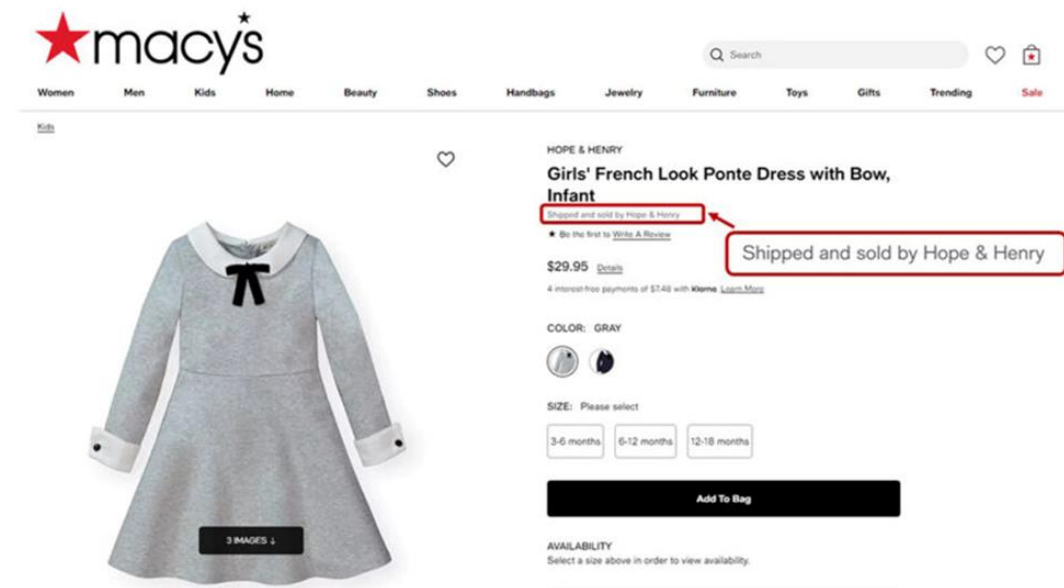 macy's
Search
Women Men Kids Home Beauty Shoes Handbags Jewelry Furniture Toys Gifts Trending Sale
Kids
HOPE & HENRY
Girls' French Look Ponte Dress with Bow,
Infant
Shipped and sold by Hope & Henry
Be the first to Write A Review
Shipped and sold by Hope & Henry
$29.95 Details
4 interest-free payments of $7.48 with Klarna. Learn More
COLOR: GRAY
SIZE: Please select
3-6 months 6-12 months 12-18 months
Add To Bag
3 IMAGES ↓
AVAILABILITY
Select a size above in order to view availability.